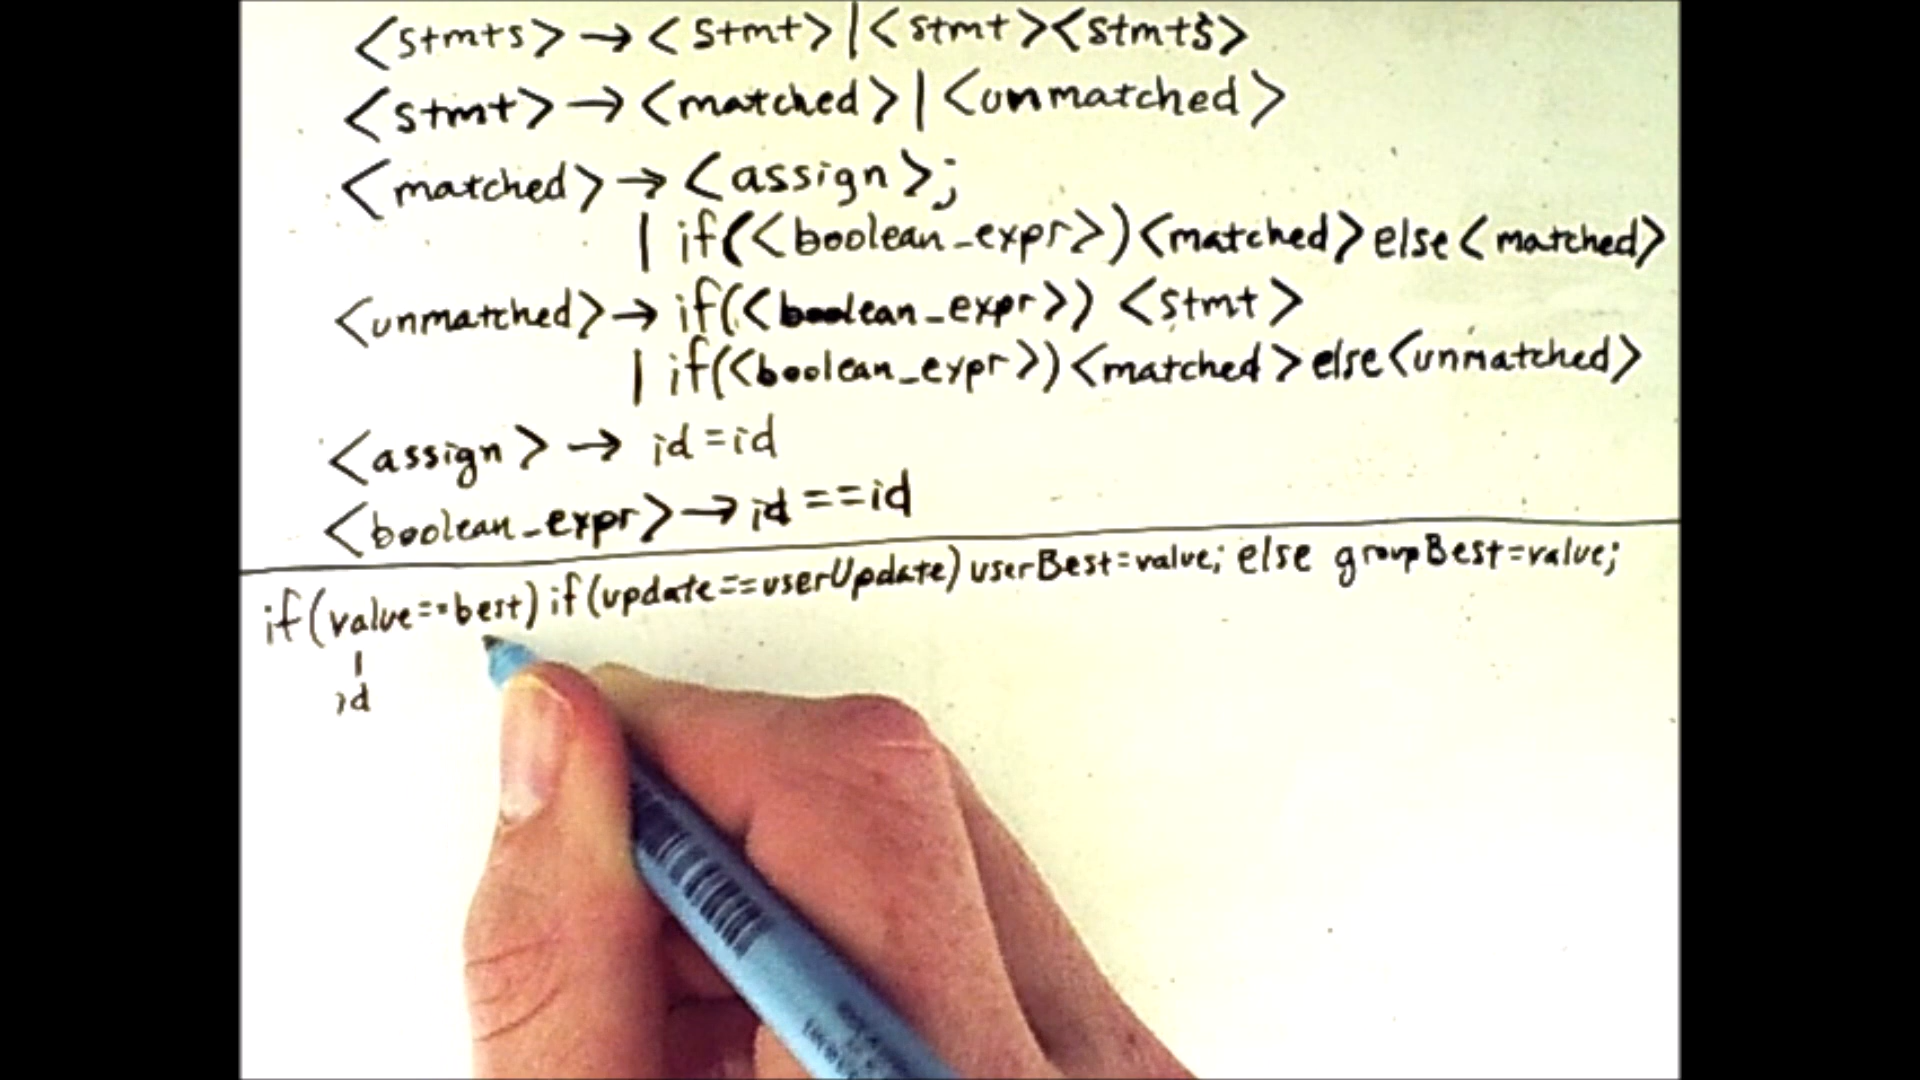 <stmts> → <stmt> | <stmt><stmts>
<stmt> → <matched> | <unmatched>
<matched> → <assign>;
| if(<boolean_expr>)<matched>else<matched>
<unmatched> → if(<boolean_expr>) <stmt>
| if(<boolean_expr>)<matched>else<unmatched>
<assign> → id=id
<boolean_expr> → id==id
if(value==best) if(update==userUpdate) userBest=value; else groupBest=value;
id